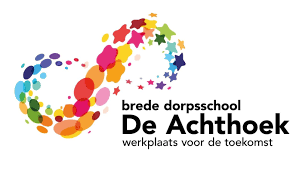 brede dorpsschool
De Achthoek
werkplaats voor de toekomst